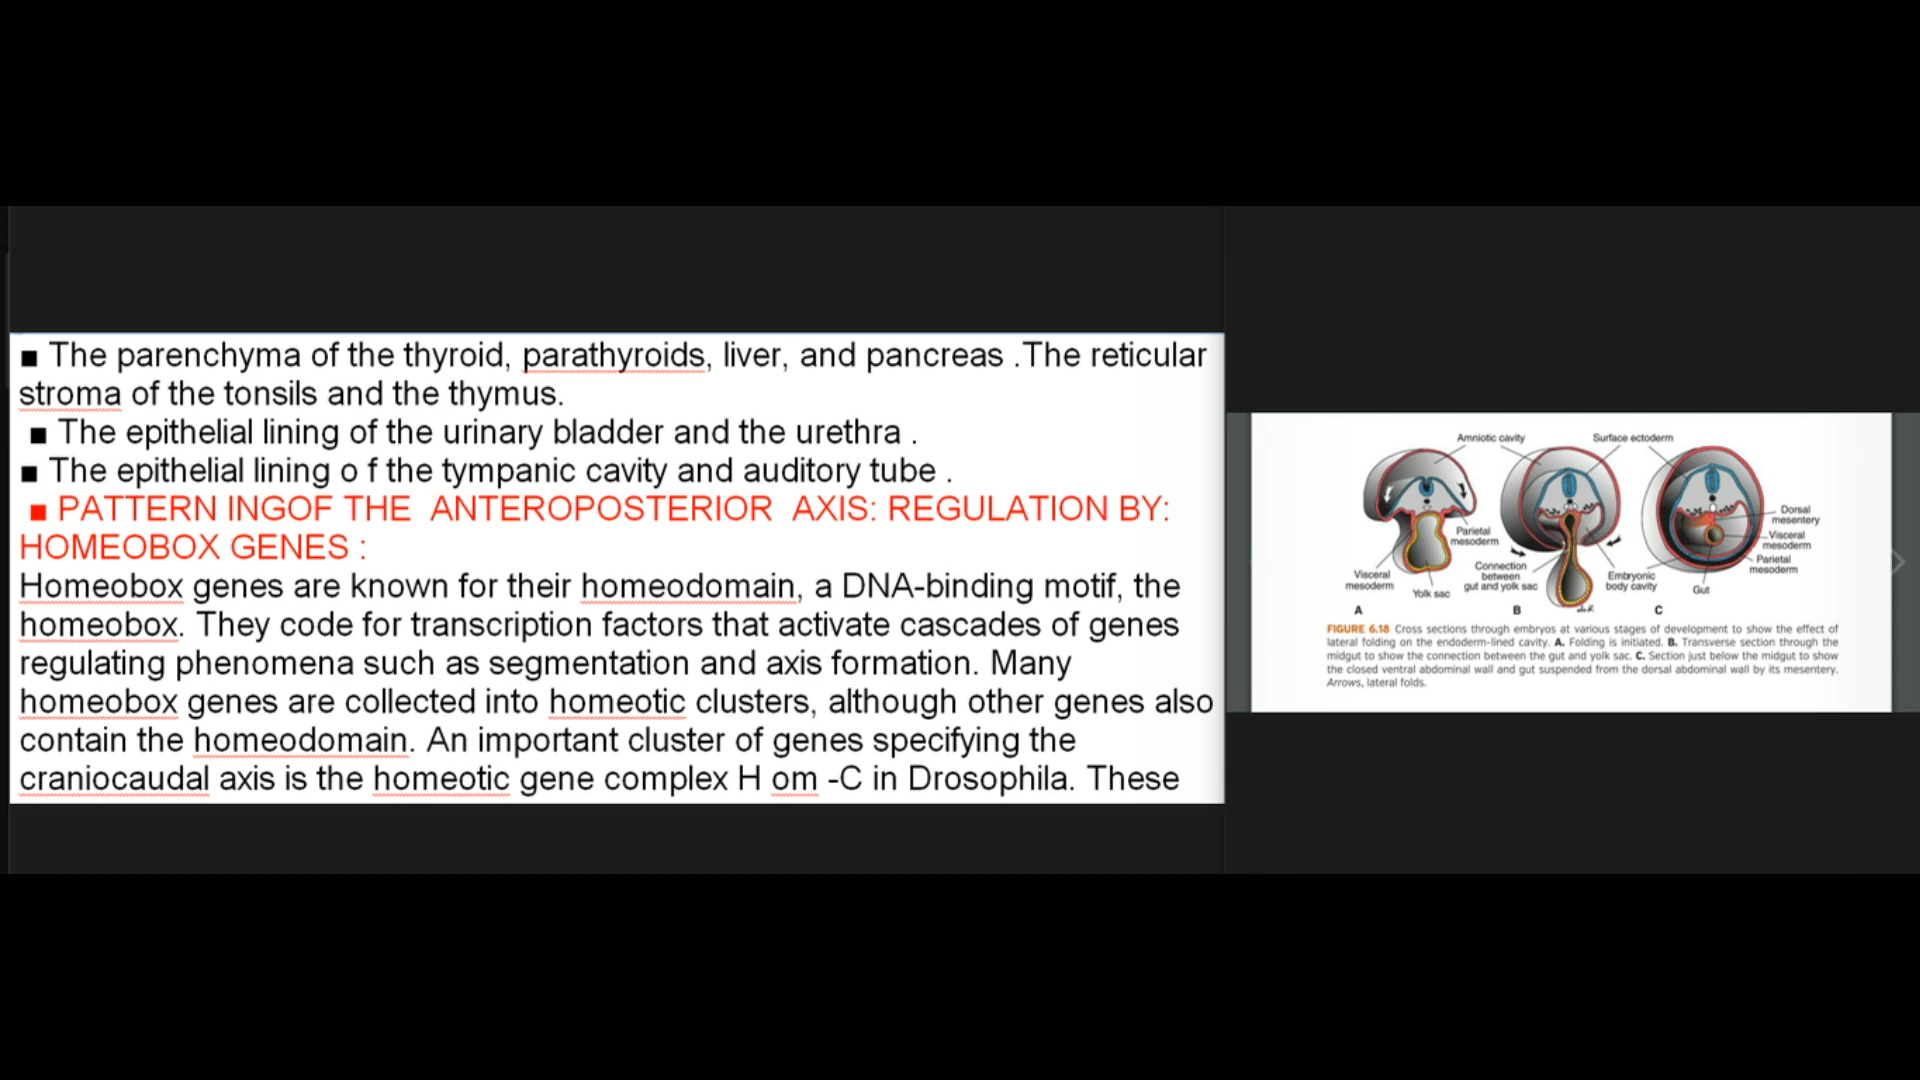 ■ The parenchyma of the thyroid, parathyroids, liver, and pancreas .The reticular
stroma of the tonsils and the thymus.
■ The epithelial lining of the urinary bladder and the urethra .
■ The epithelial lining o f the tympanic cavity and auditory tube .
■ PATTERN INGOF THE ANTEROPOSTERIOR AXIS: REGULATION BY:
HOMEOBOX GENES :
Homeobox genes are known for their homeodomain, a DNA-binding motif, the
homeobox. They code for transcription factors that activate cascades of genes
regulating phenomena such as segmentation and axis formation. Many
homeobox genes are collected into homeotic clusters, although other genes also
contain the homeodomain. An important cluster of genes specifying the
craniocaudal axis is the homeotic gene complex H om -C in Drosophila. These
Amniotic cavity
Surface ectoderm
Parietal
mesoderm
Visceral
mesoderm
Yolk sac
Connection
between
gut and yolk sac
Embryonic
body cavity
Dorsal
mesentery
Visceral
mesoderm
Parietal
mesoderm
Gut
A
B
C
FIGURE 6.18 Cross sections through embryos at various stages of development to show the effect of
lateral folding on the endoderm-lined cavity. A. Folding is initiated. B. Transverse section through the
midgut to show the connection between the gut and yolk sac. C. Section just below the midgut to show
the closed ventral abdominal wall and gut suspended from the dorsal abdominal wall by its mesentery.
Arrows, lateral folds.